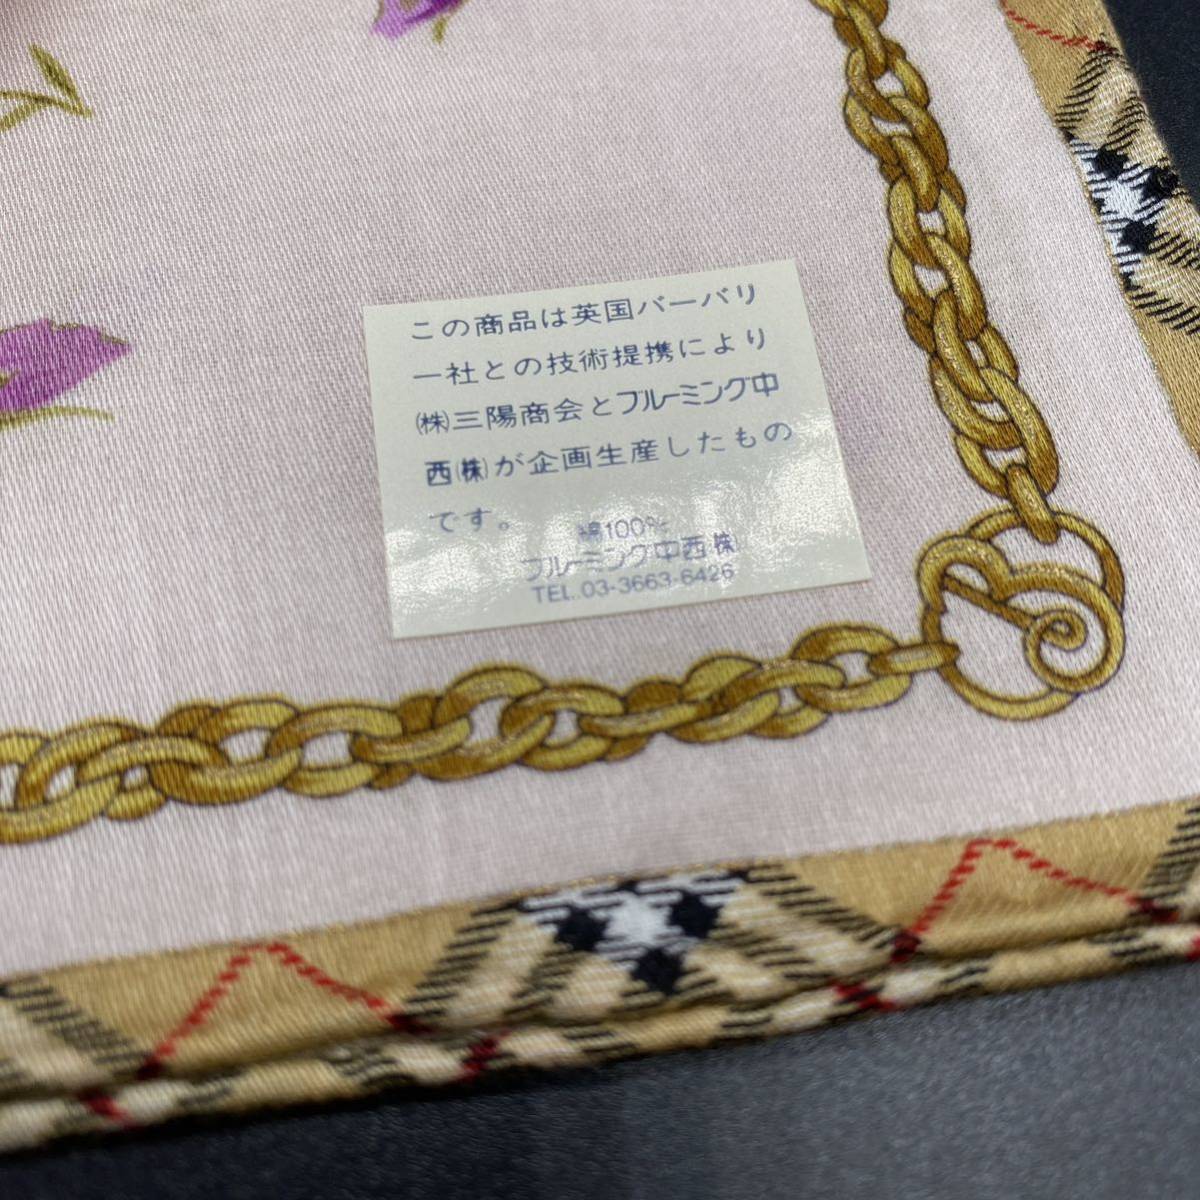 この商品は英国バーバリ
ー社との技術提携により
㈱三陽商会とブルーミング中
西㈱が企画生産したもの
です。
綿100%
ブルーミング中西㈱
TEL.03-3663-6426